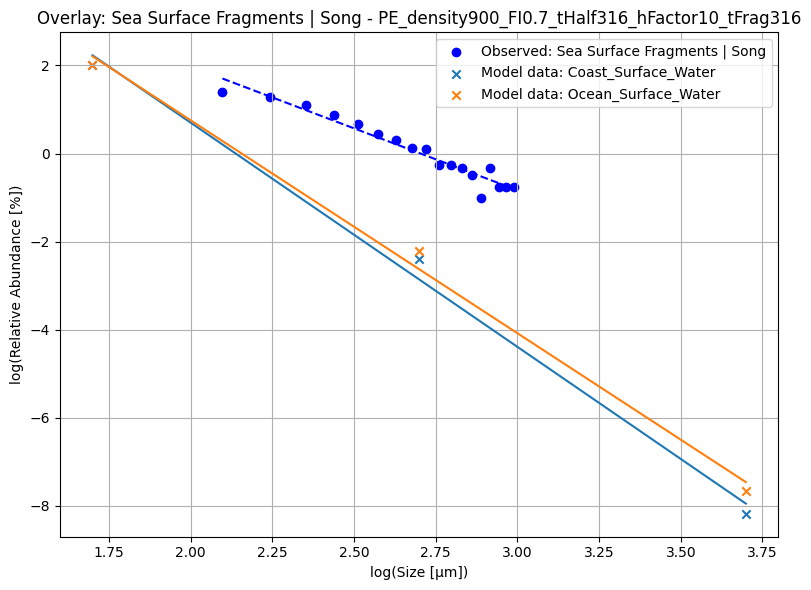 Overlay: Sea Surface Fragments | Song - PE_density900_FI0.7_tHalf316_hFactor10_tFrag316
Observed: Sea Surface Fragments | Song
Model data: Coast_Surface_Water
Model data: Ocean_Surface_Water
log(Relative Abundance [%])
2
0
−2
−4
−6
−8
1.75 2.00 2.25 2.50 2.75 3.00 3.25 3.50 3.75
log(Size [µm])